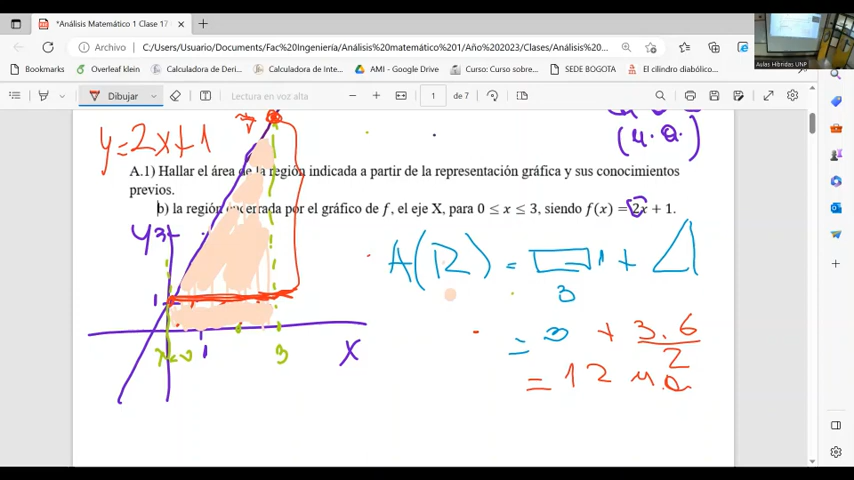 *Análisis Matemático 1 Clase 17
Archivo
C:/Users/Usuario/Documents/Fac%20Ingeniería/Análisis%20matemático%201/Año%202023/Clases/Análisis%20...
Bookmarks
Overleaf klein
Calculadora de Deri...
Calculadora de Inte...
AMI - Google Drive
Curso: Curso sobre...
SEDE BOGOTA
El cilindro diabólic...
Dibujar
Lectura en voz alta
1
de 7
Aulas Híbridas UNP
y=2x+1
A.1) Hallar el área de la región indicada a partir de la representación gráfica y sus conocimientos
previos.
b) la región encerrada por el gráfico de f, el eje X, para 0 ≤ x ≤ 3, siendo f(x) = 2x + 1.
A(R) = 1 +
3
= 3 + 3.6
2
= 12 u.a
y
1
1
3
X